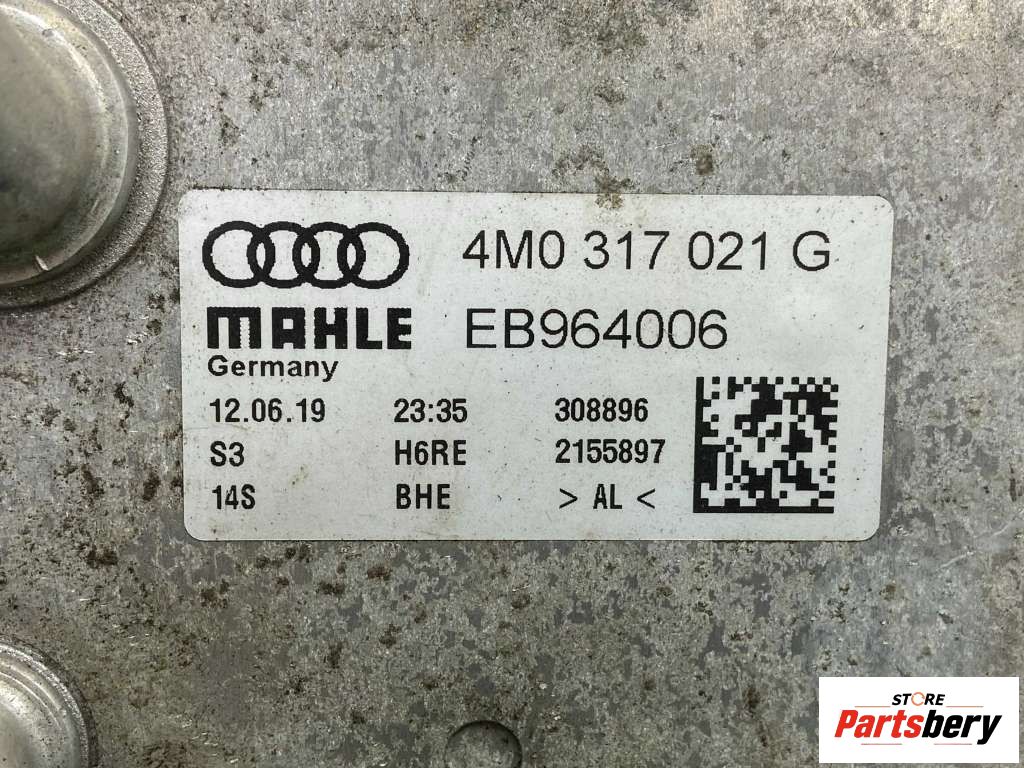 4M0 317 021 G
MAHLE EB964006
Germany
12.06.19 23:35 308896
S3 H6RE 2155897
14S BHE > AL <
STORE
Partsbery